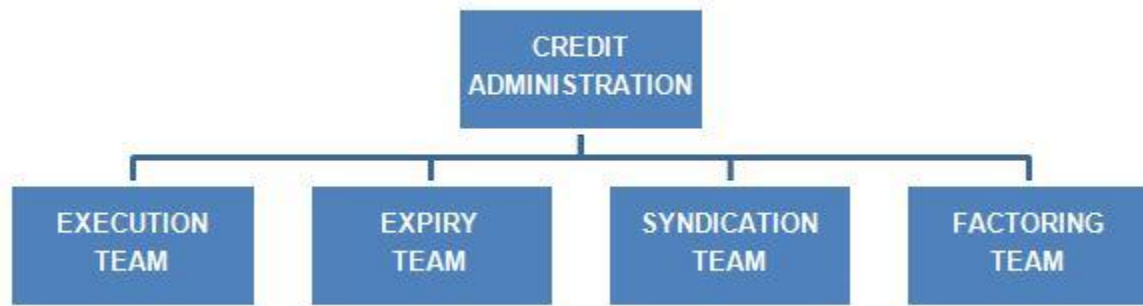 CREDIT
ADMINISTRATION
EXECUTION
TEAM
EXPIRY
TEAM
SYNDICATION
TEAM
FACTORING
TEAM